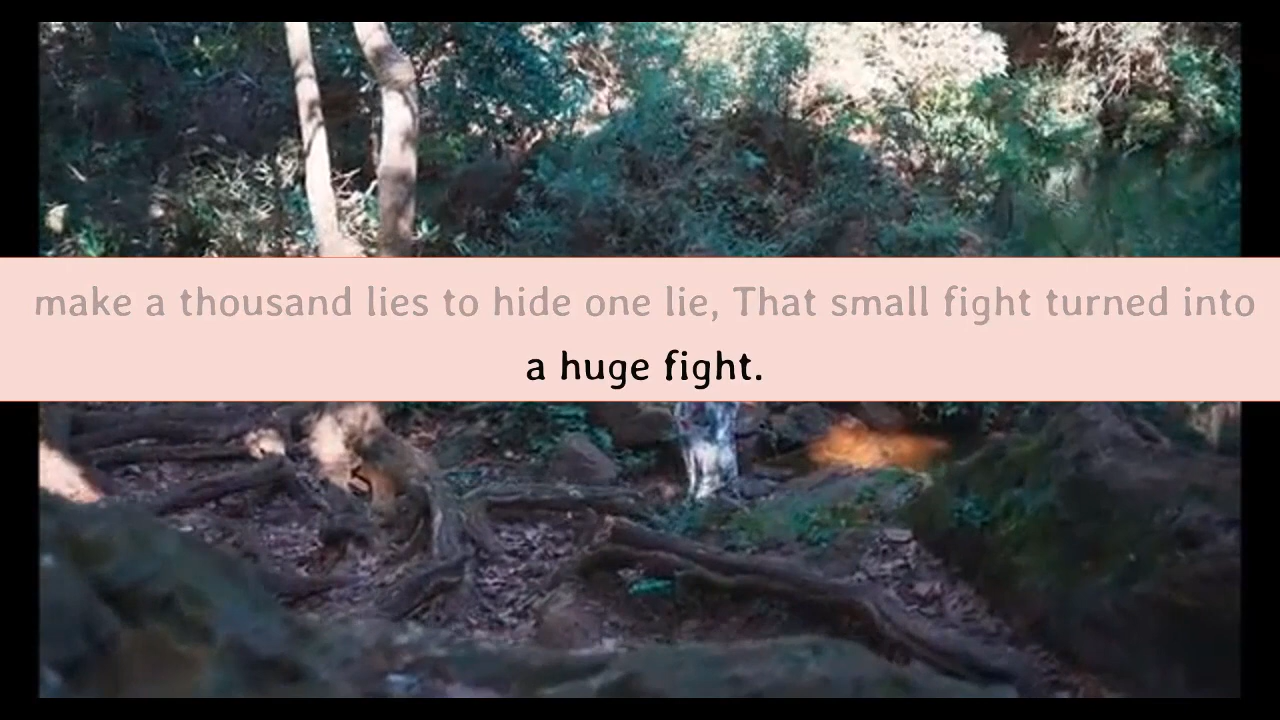 make a thousand lies to hide one lie, That small fight turned into
a huge fight.